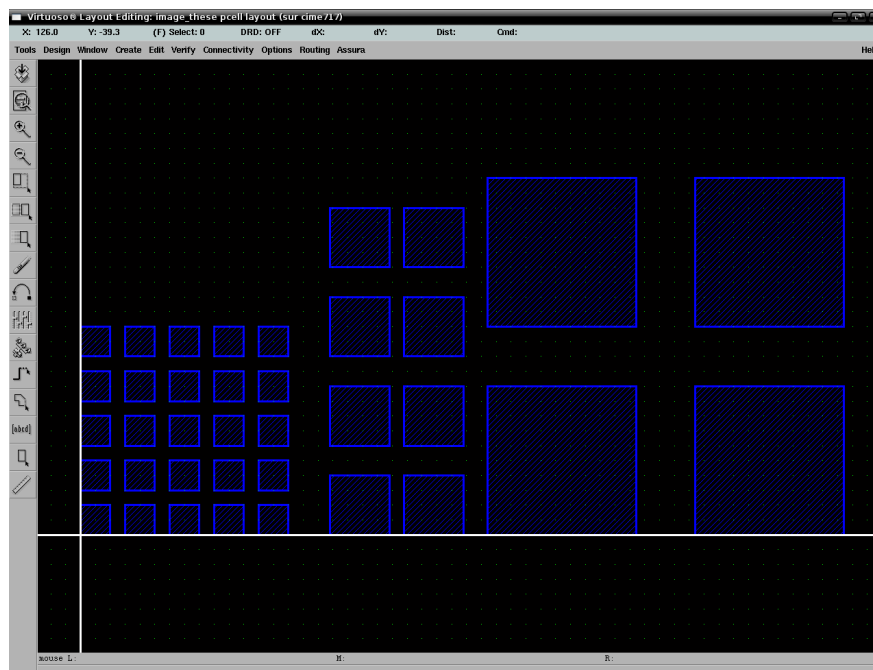 Virtuoso® Layout Editing: image_these pcell layout (sur cime717)
X: 126.0 Y: -39.3 (F) Select: 0 DRD: OFF dX: dY: Dist: Cmd:
Tools Design Window Create Edit Verify Connectivity Options Routing Assura Hel
[abcd]
mouse L: M: R: